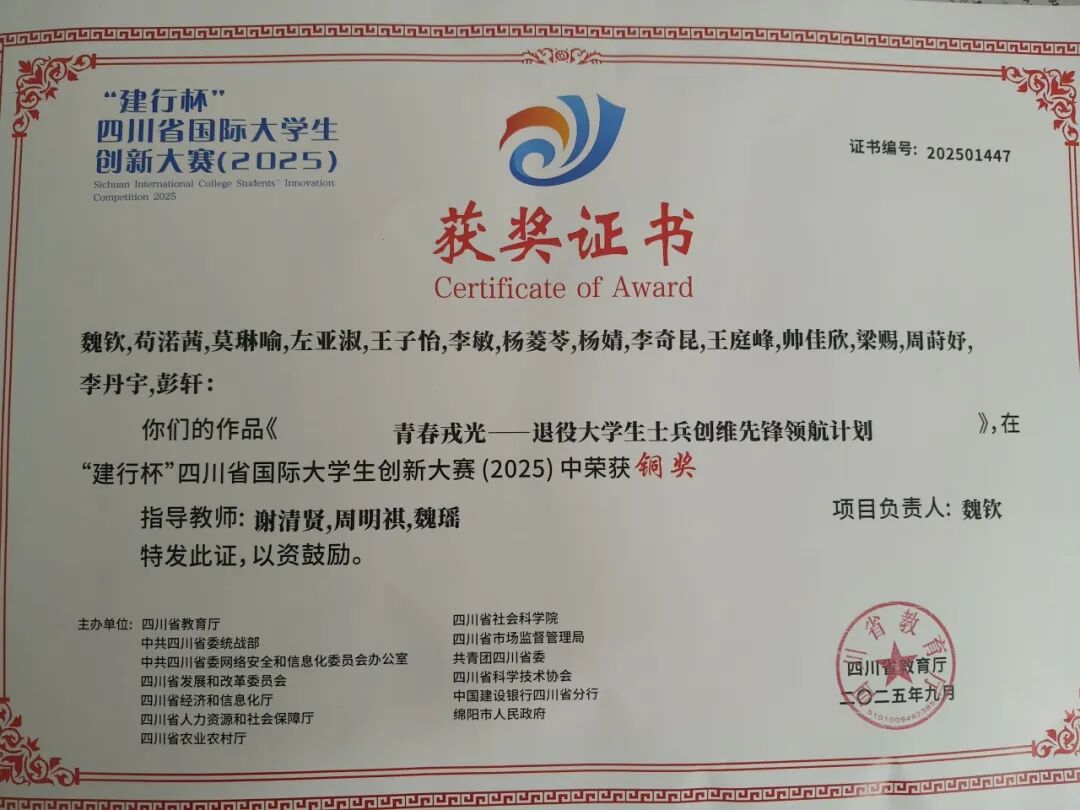 “建行杯”
四川省国际大学生
创新大赛(2025)
Sichuan International College Students' Innovation
Competition 2025
证书编号: 202501447
获奖证书
Certificate of Award
魏钦,苟渃茜,莫琳喻,左亚淑,王子怡,李敏,杨菱苓,杨婧,李奇昆,王庭峰,帅佳欣,梁赐,周莳妤,
李丹宇,彭轩:
你们的作品《 青春戎光——退役大学生士兵创维先锋领航计划 》,在
“建行杯”四川省国际大学生创新大赛 (2025) 中荣获 铜奖
指导教师: 谢清贤,周明祺,魏瑶
项目负责人: 魏钦
特发此证,以资鼓励。
主办单位: 四川省教育厅
中共四川省委统战部
中共四川省委网络安全和信息化委员会办公室
四川省发展和改革委员会
四川省经济和信息化厅
四川省人力资源和社会保障厅
四川省农业农村厅
四川省社会科学院
四川省市场监督管理局
共青团四川省委
四川省科学技术协会
中国建设银行四川省分行
绵阳市人民政府
四川省教育厅
四川省教育厅
二〇二五年九月